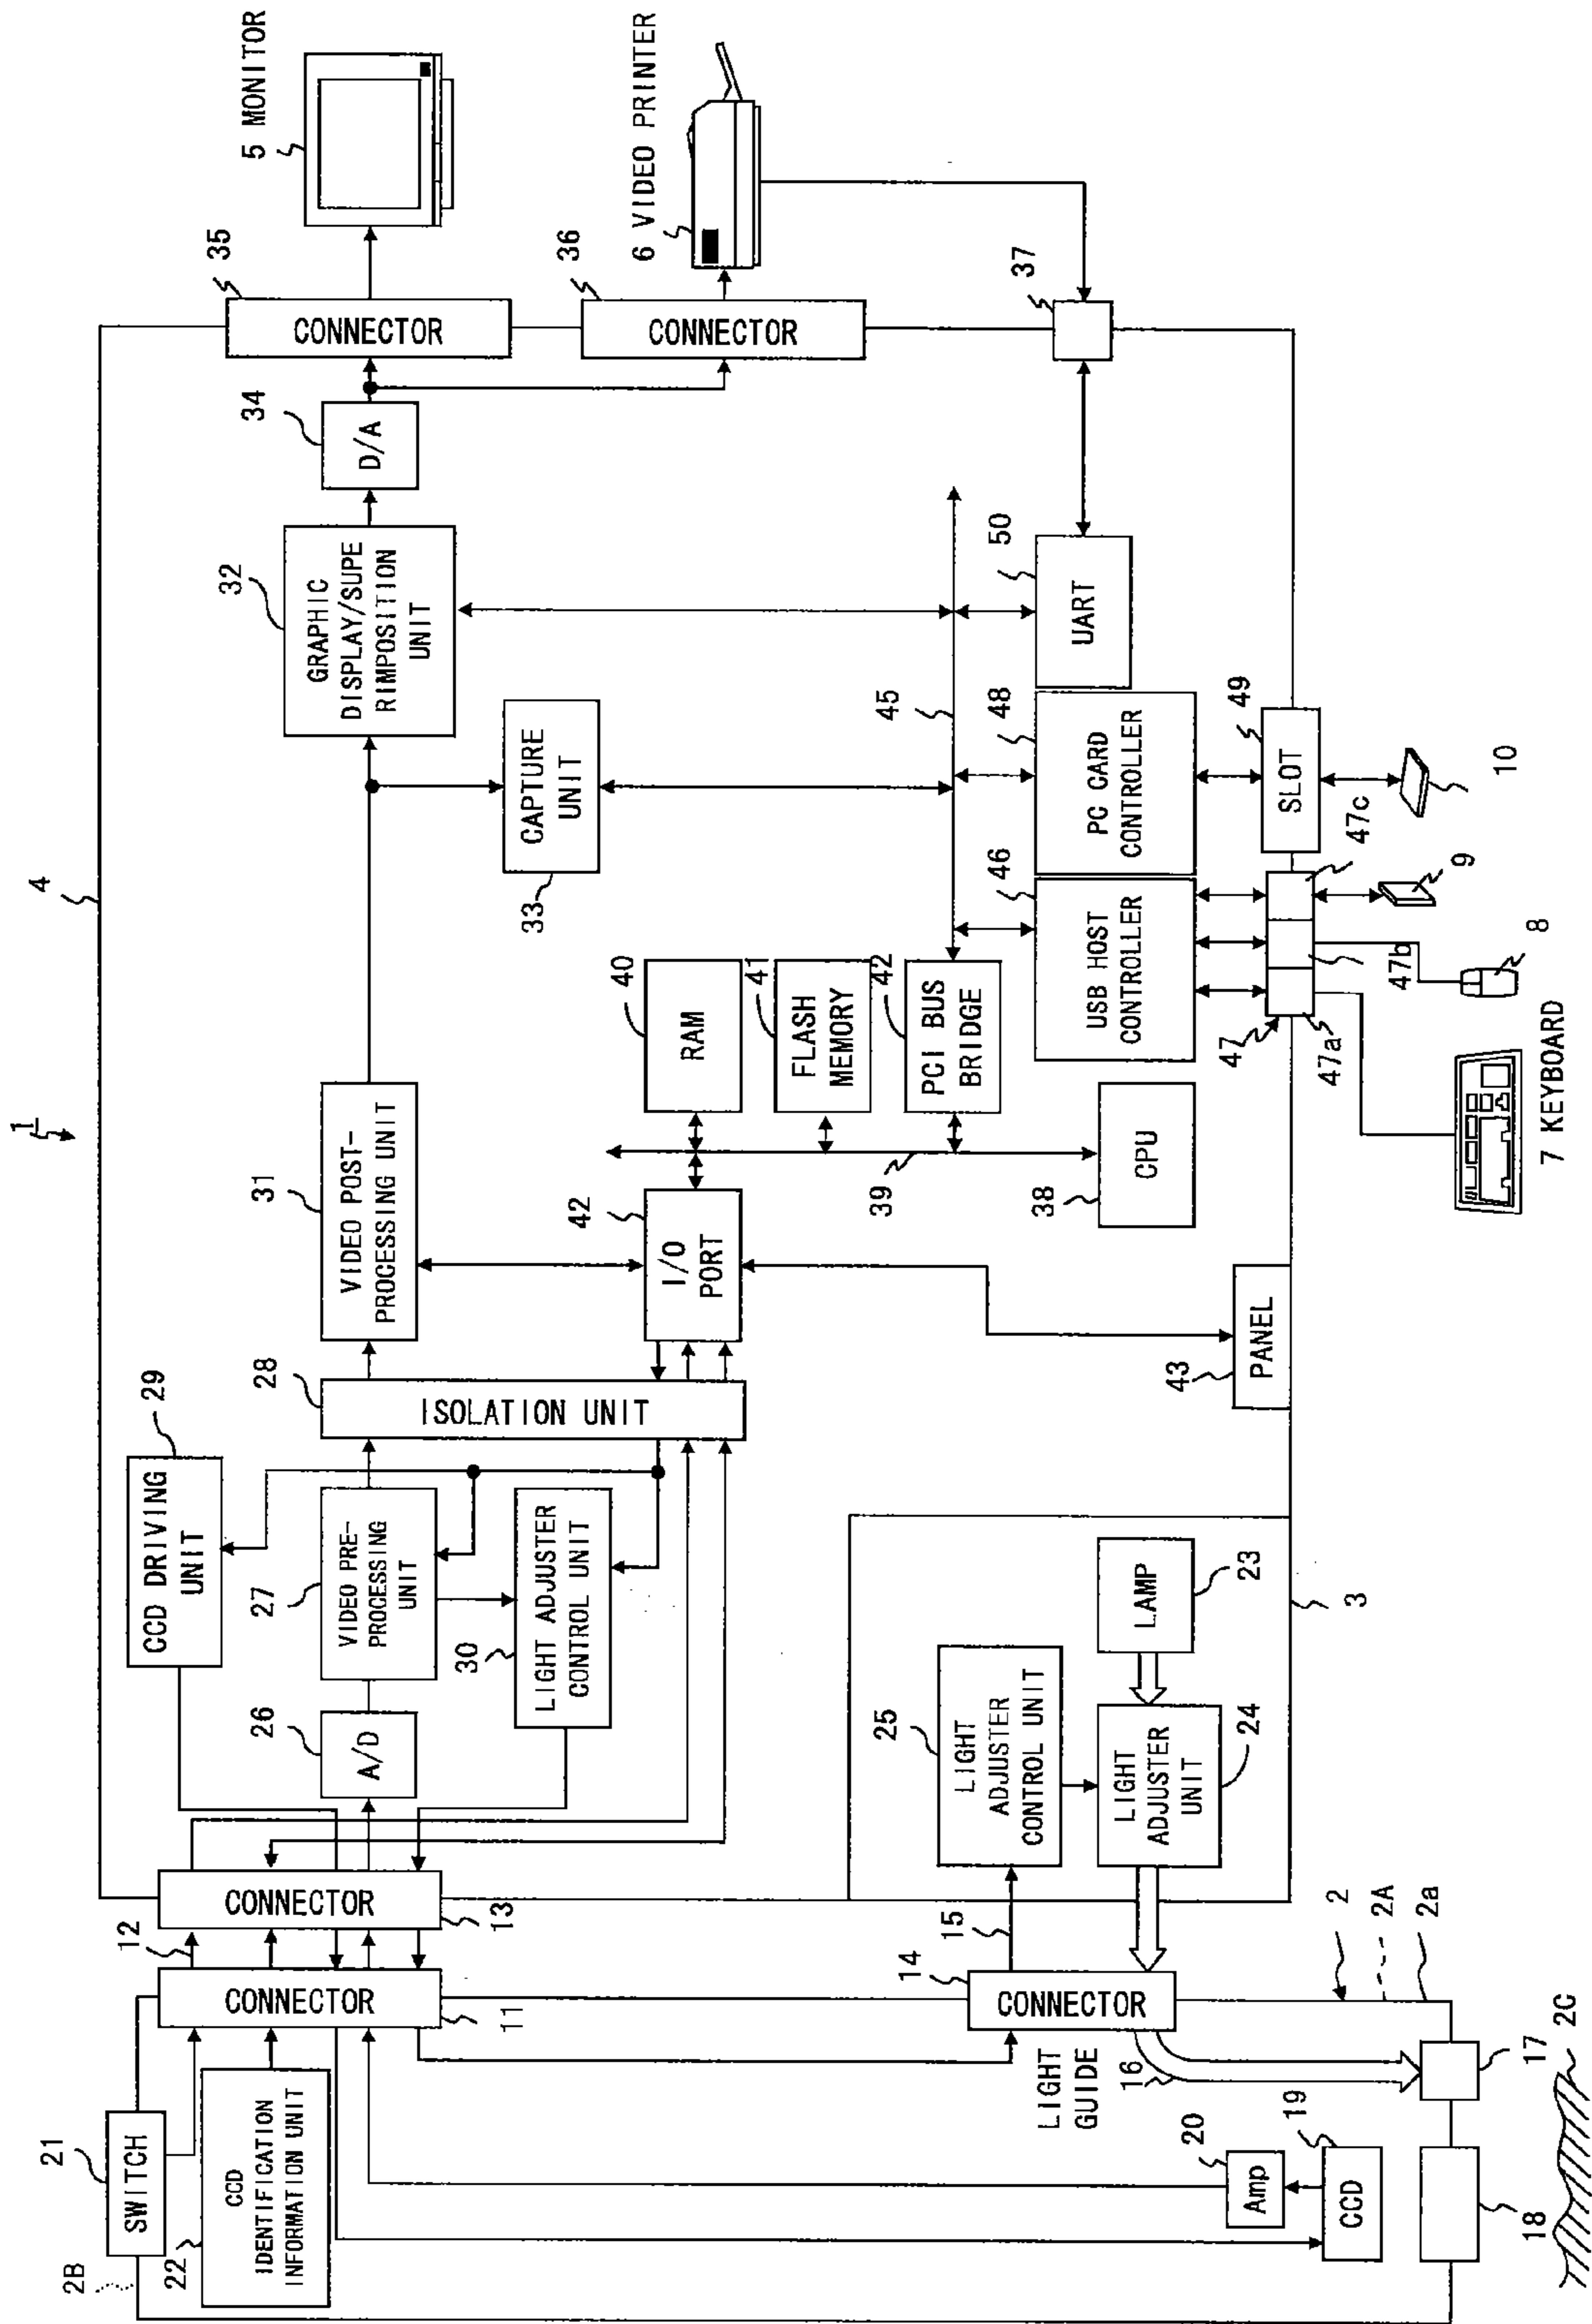 1
4
2B
21
SWITCH
22
CCD
IDENTIFICATION
INFORMATION UNIT
CONNECTOR
11
12
CONNECTOR
13
29
CCD DRIVING
UNIT
26
A/D
27
VIDEO PRE-
PROCESSING
UNIT
30
LIGHT ADJUSTER
CONTROL UNIT
28
ISOLATION UNIT
31
VIDEO POST-
PROCESSING UNIT
32
GRAPHIC
DISPLAY/SUPE
RIMPOSITION
UNIT
33
CAPTURE
UNIT
34
D/A
35
CONNECTOR
36
CONNECTOR
37
5 MONITOR
6 VIDEO PRINTER
42
I/O
PORT
40
RAM
41
FLASH
MEMORY
42
PCI BUS
BRIDGE
39
38
CPU
45
46
USB HOST
CONTROLLER
48
PC CARD
CONTROLLER
50
UART
49
SLOT
47
47a
47b
47c
43
PANEL
7 KEYBOARD
8
9
10
14
CONNECTOR
15
LIGHT
GUIDE
16
25
LIGHT
ADJUSTER
CONTROL UNIT
LIGHT
ADJUSTER
UNIT
24
LAMP
23
3
20
Amp
19
CCD
18
17
2
2A
2a
2C